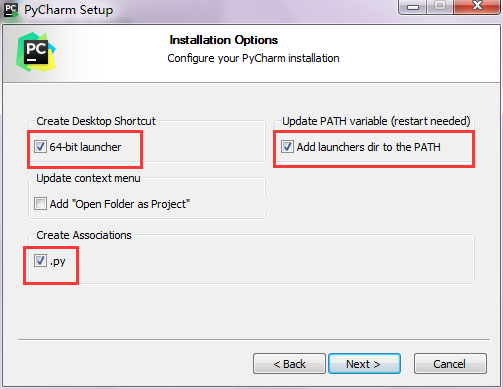 PyCharm Setup
PC
Installation Options
Configure your PyCharm installation
Create Desktop Shortcut
64-bit launcher
Update PATH variable (restart needed)
Add launchers dir to the PATH
Update context menu
Add "Open Folder as Project"
Create Associations
.py
< Back
Next >
Cancel